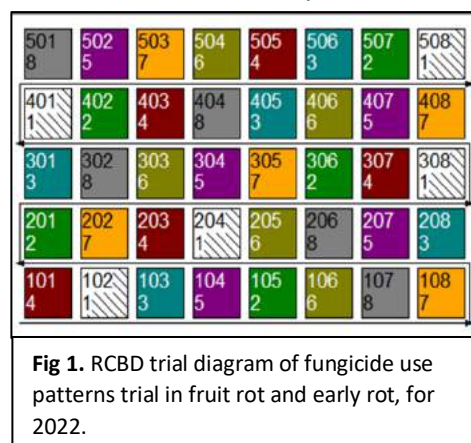 501 502 503 504 505 506 507 508
8 5 7 6 4 3 2 1
401 402 403 404 405 406 407 408
1 2 4 8 3 6 5 7
301 302 303 304 305 306 307 308
3 8 6 5 7 2 4 1
201 202 203 204 205 206 207 208
2 7 4 1 6 8 5 3
101 102 103 104 105 106 107 108
4 1 3 5 2 6 8 7
Fig 1. RCBD trial diagram of fungicide use
patterns trial in fruit rot and early rot, for
2022.